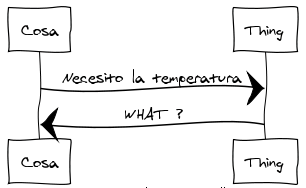 Cosa Thing
Necesito la temperatura
WHAT ?
Cosa Thing